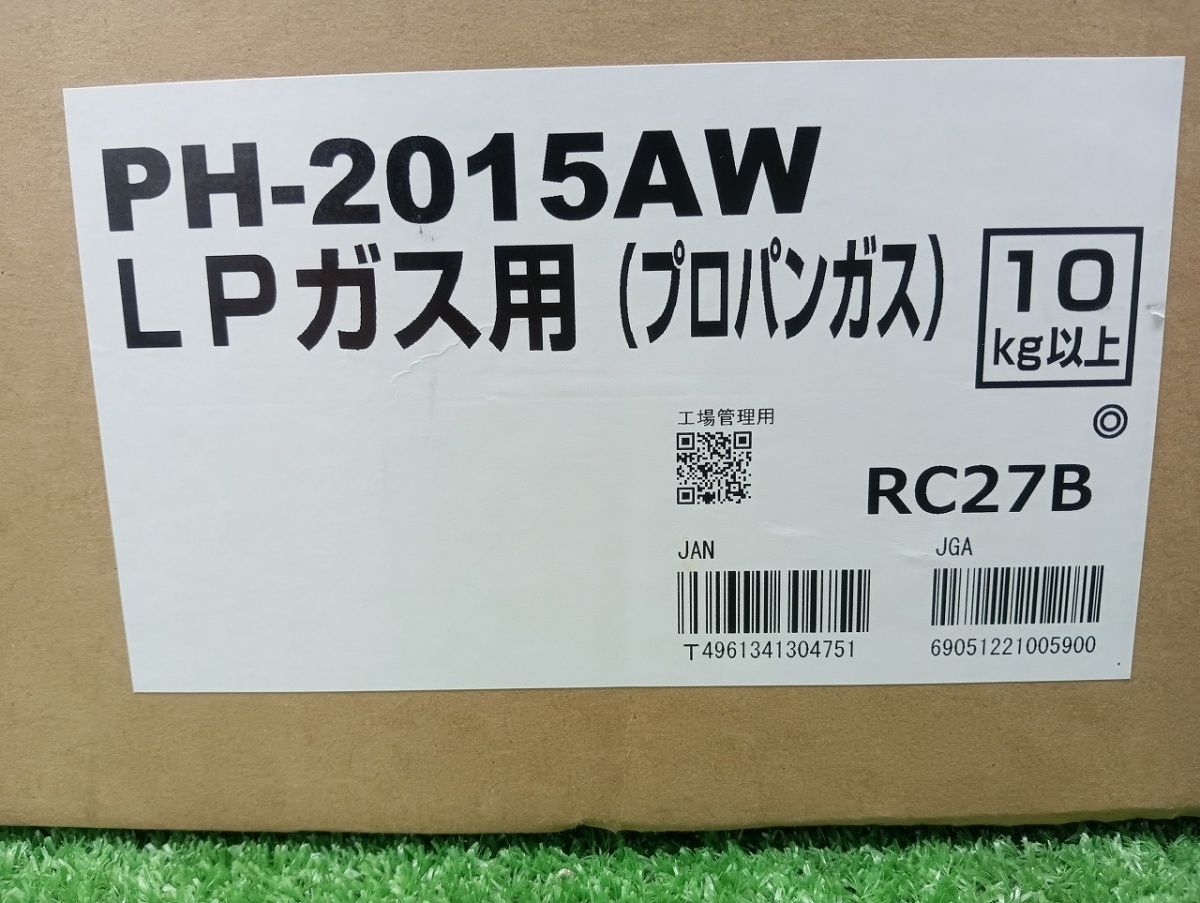 PH-2015AW
LPガス用（プロパンガス）
10
kg以上
工場管理用
◎
RC27B
JAN
JGA
T4961341304751
69051221005900